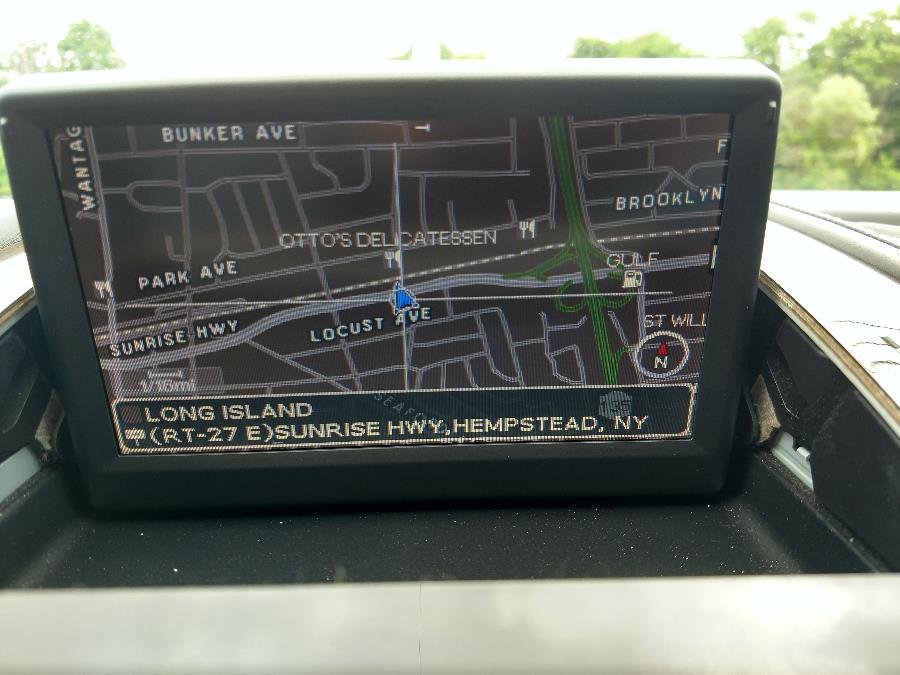 BUNKER AVE
T
WANTAG
F
BROOKLYN
OTTO'S DELICATESSEN
GULF
PARK AVE
SUNRISE HWY
LOCUST AVE
ST WILL
N
1/16mi
SEAFO
LONG ISLAND
(RT-27 E)SUNRISE HWY,HEMPSTEAD, NY